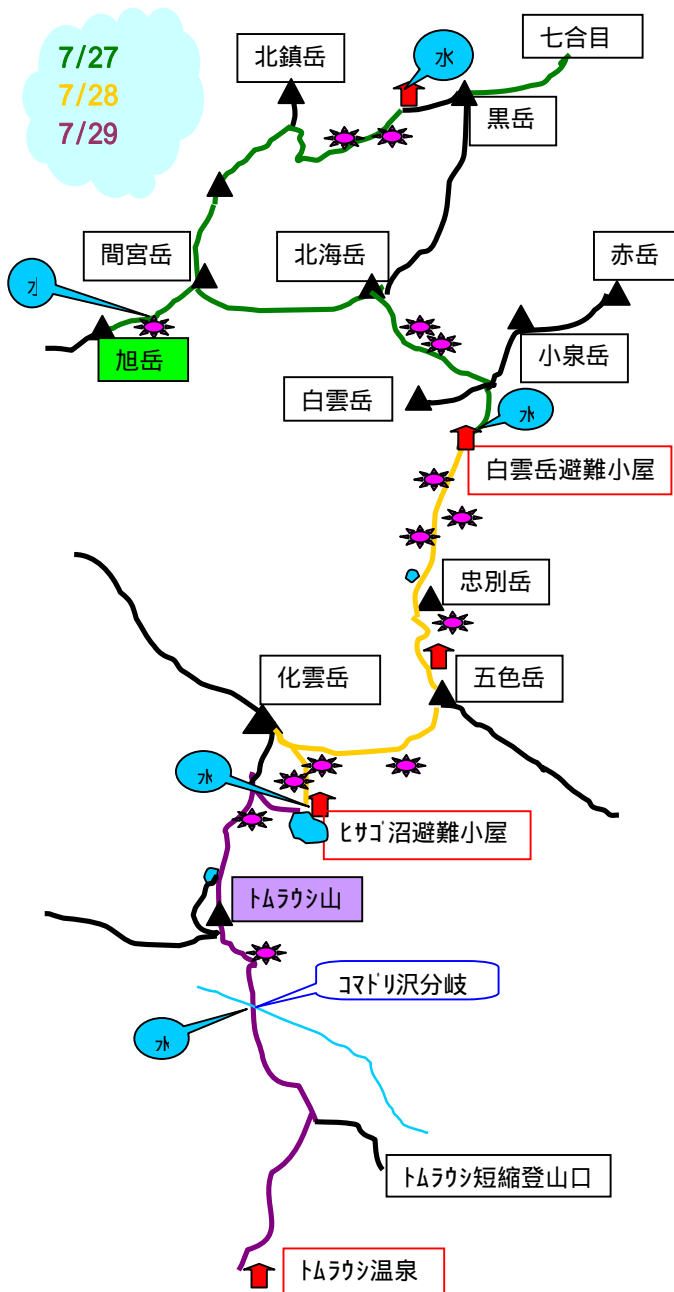 7/27
7/28
7/29
北鎮岳
水
七合目
黒岳
間宮岳
北海岳
赤岳
水
旭岳
小泉岳
白雲岳
水
白雲岳避難小屋
忠別岳
化雲岳
五色岳
水
ﾋｻｺﾞ沼避難小屋
ﾄﾑﾗｳｼ山
ｺﾏﾄﾞﾘ沢分岐
水
ﾄﾑﾗｳｼ短縮登山口
ﾄﾑﾗｳｼ温泉